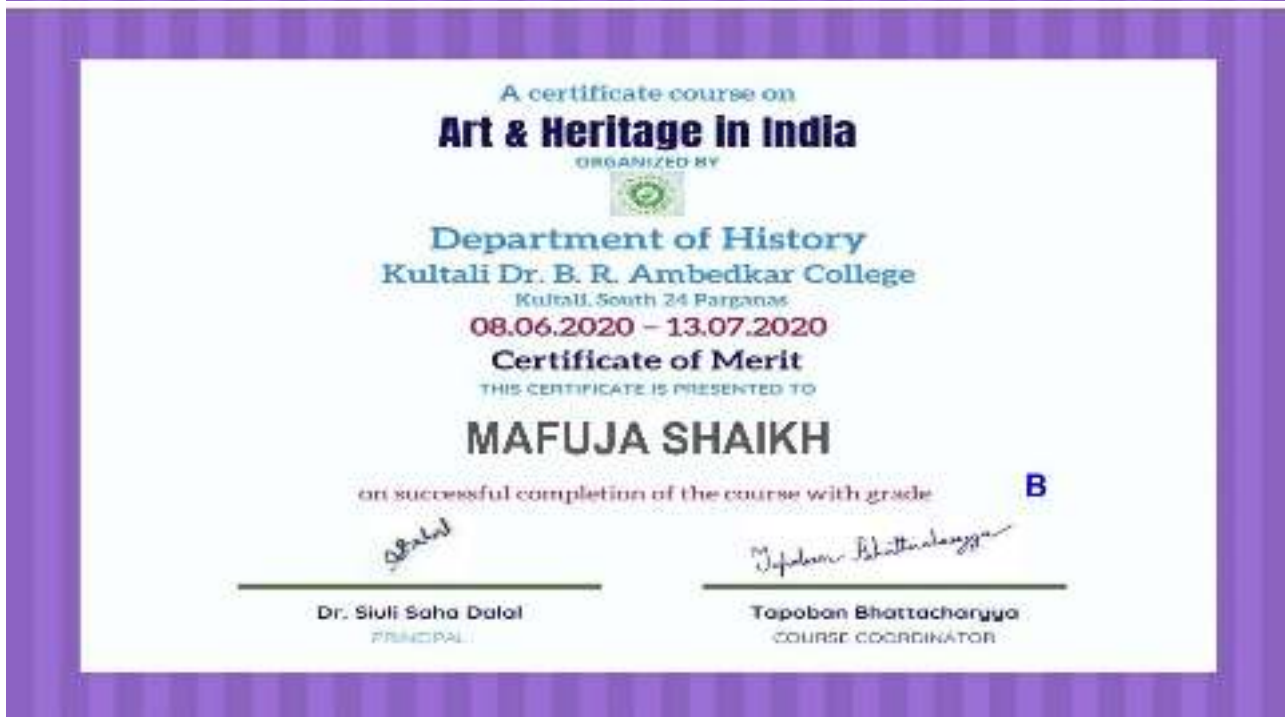 A certificate course on
Art & Heritage in India
ORGANIZED BY
Department of History
Kultali Dr. B. R. Ambedkar College
Kultali, South 24 Parganas
08.06.2020 – 13.07.2020
Certificate of Merit
THIS CERTIFICATE IS PRESENTED TO
MAFUJA SHAIKH
on successful completion of the course with grade B
Tapoban Bhattacharyya
Dr. Siuli Saha Dalal Tapoban Bhattacharyya
PRINCIPAL COURSE COORDINATOR